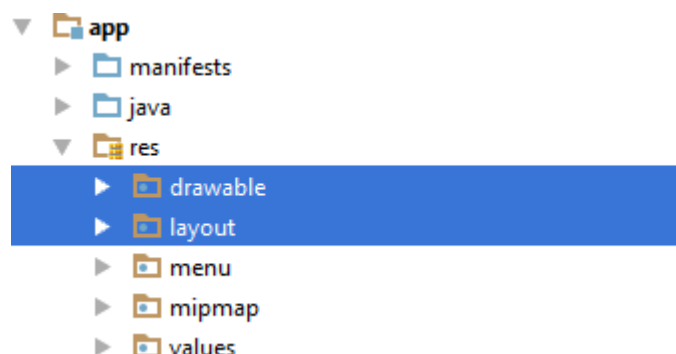 app
manifests
java
res
drawable
layout
menu
mipmap
values